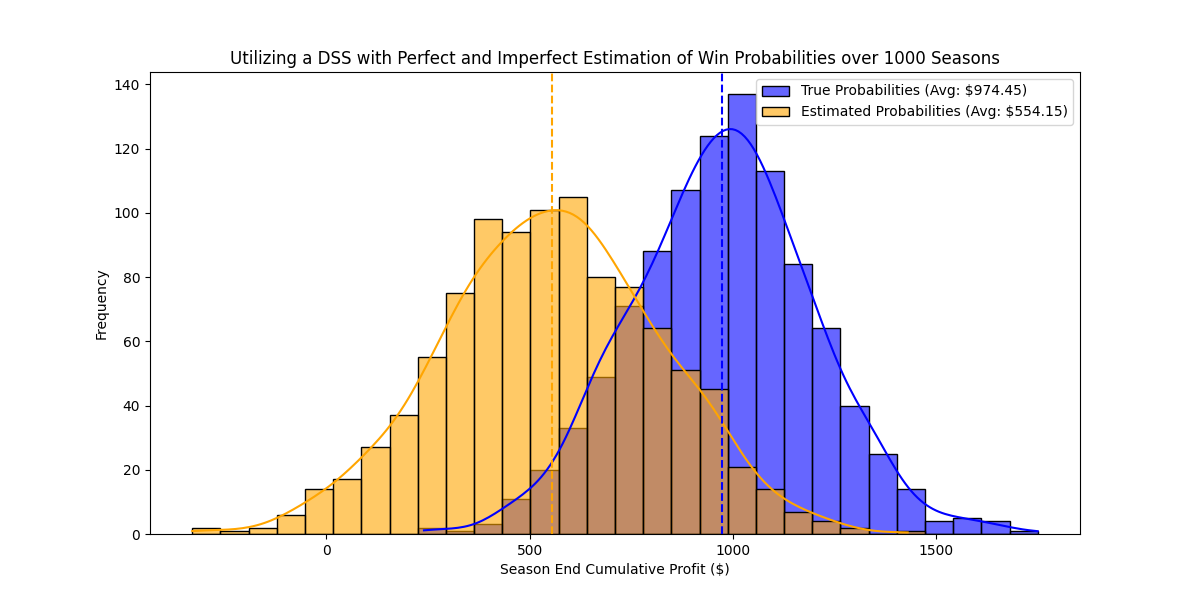 Utilizing a DSS with Perfect and Imperfect Estimation of Win Probabilities over 1000 Seasons
True Probabilities (Avg: $974.45)
Estimated Probabilities (Avg: $554.15)
Frequency
140
120
100
80
60
40
20
0
0 500 1000 1500
Season End Cumulative Profit ($)